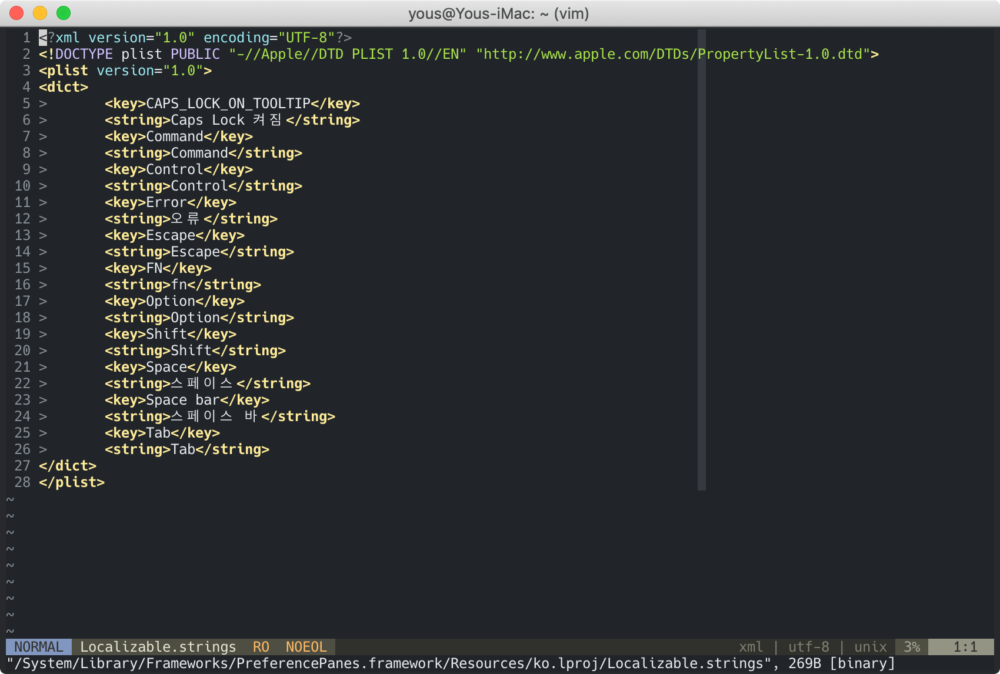 yous@Yous-iMac: ~ (vim)
1 <?xml version="1.0" encoding="UTF-8"?>
2 <!DOCTYPE plist PUBLIC "-//Apple//DTD PLIST 1.0//EN" "http://www.apple.com/DTDs/PropertyList-1.0.dtd">
3 <plist version="1.0">
4 <dict>
5 > <key>CAPS_LOCK_ON_TOOLTIP</key>
6 > <string>Caps Lock 켜짐</string>
7 > <key>Command</key>
8 > <string>Command</string>
9 > <key>Control</key>
10 > <string>Control</string>
11 > <key>Error</key>
12 > <string>오류</string>
13 > <key>Escape</key>
14 > <string>Escape</string>
15 > <key>FN</key>
16 > <string>fn</string>
17 > <key>Option</key>
18 > <string>Option</string>
19 > <key>Shift</key>
20 > <string>Shift</string>
21 > <key>Space</key>
22 > <string>스페이스</string>
23 > <key>Space bar</key>
24 > <string>스페이스 바</string>
25 > <key>Tab</key>
26 > <string>Tab</string>
27 </dict>
28 </plist>
~
~
~
~
~
~
~
~
~
NORMAL Localizable.strings RO NOEOL xml | utf-8 | unix 3% 1:1
"/System/Library/Frameworks/PreferencePanes.framework/Resources/ko.lproj/Localizable.strings", 269B [binary]